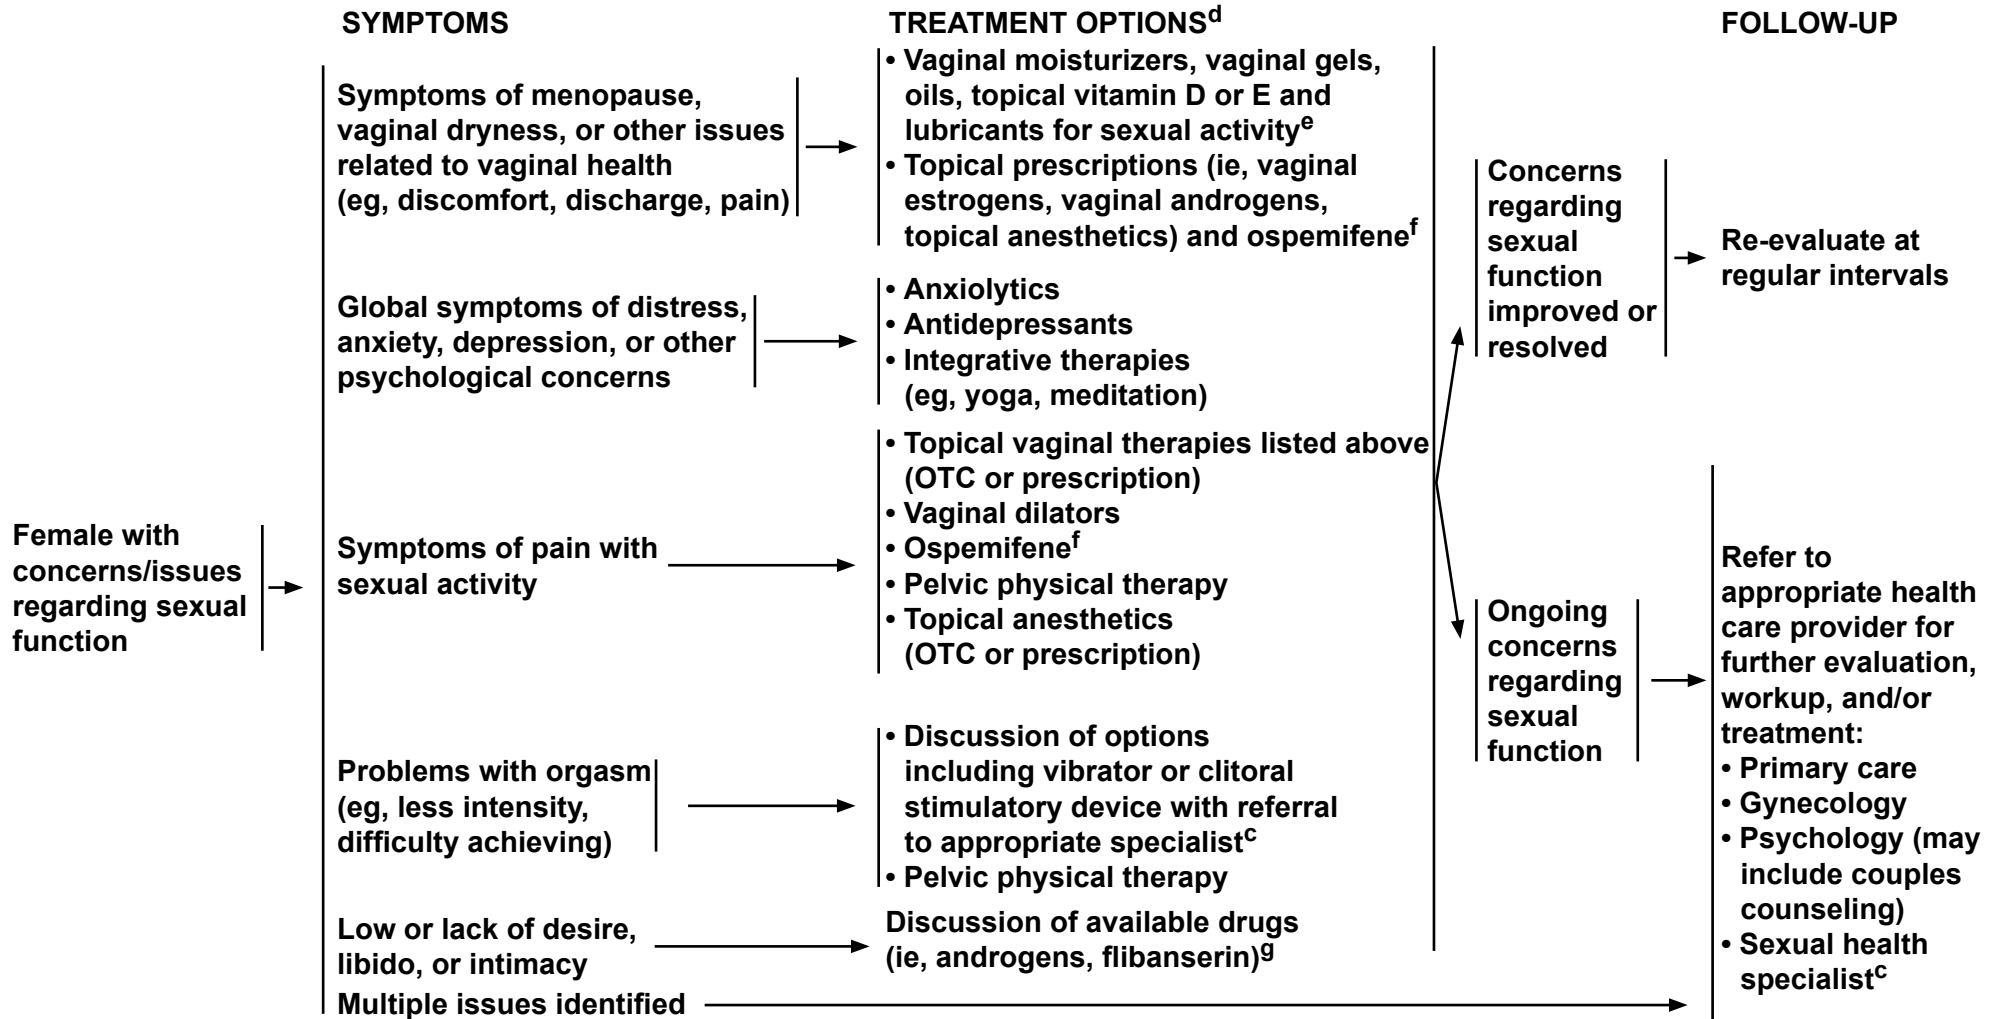 SYMPTOMS
TREATMENT OPTIONSd
FOLLOW-UP
Female with
concerns/issues
regarding sexual
function
Symptoms of menopause,
vaginal dryness, or other issues
related to vaginal health
(eg, discomfort, discharge, pain)
• Vaginal moisturizers, vaginal gels,
oils, topical vitamin D or E and
lubricants for sexual activitye
• Topical prescriptions (ie, vaginal
estrogens, vaginal androgens,
topical anesthetics) and ospemifenef
Global symptoms of distress,
anxiety, depression, or other
psychological concerns
• Anxiolytics
• Antidepressants
• Integrative therapies
(eg, yoga, meditation)
Symptoms of pain with
sexual activity
• Topical vaginal therapies listed above
(OTC or prescription)
• Vaginal dilators
• Ospemifenef
• Pelvic physical therapy
• Topical anesthetics
(OTC or prescription)
Problems with orgasm
(eg, less intensity,
difficulty achieving)
• Discussion of options
including vibrator or clitoral
stimulatory device with referral
to appropriate specialistc
• Pelvic physical therapy
Low or lack of desire,
libido, or intimacy
Discussion of available drugs
(ie, androgens, flibanserin)g
Multiple issues identified
Concerns
regarding
sexual
function
improved or
resolved
Re-evaluate at
regular intervals
Ongoing
concerns
regarding
sexual
function
Refer to
appropriate health
care provider for
further evaluation,
workup, and/or
treatment:
• Primary care
• Gynecology
• Psychology (may
include couples
counseling)
• Sexual health
specialistc